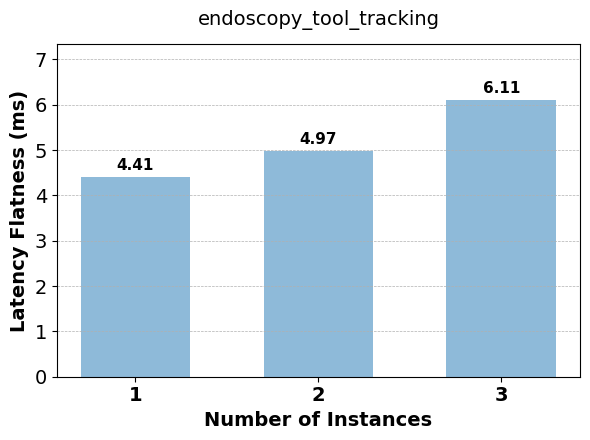 endoscopy_tool_tracking
Latency Flatness (ms)
7
6
5
4
3
2
1
0
4.41
4.97
6.11
1 2 3
Number of Instances